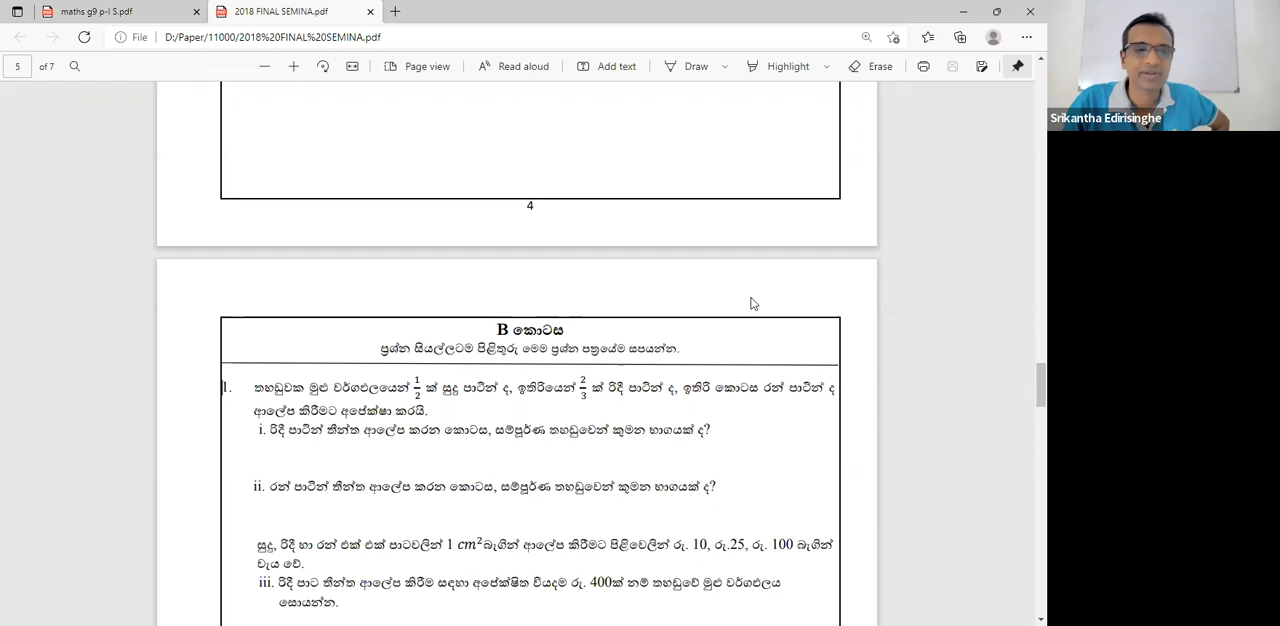 maths g9 p-I S.pdf
2018 FINAL SEMINA.pdf
File D:/Paper/11000/2018%20FINAL%20SEMINA.pdf
5 of 7 Page view Read aloud Add text Draw Highlight Erase
Srikantha Edirisinghe
4
B කොටස
ප්‍රශ්න සියල්ලටම පිළිතුරු මෙම ප්‍රශ්න පත්‍රයේම සපයන්න.
1. තහඩුවක මුළු වර්ගඵලයෙන් 1/2 ක් සුදු පාටින් ද, ඉතිරියෙන් 2/3 ක් රිදී පාටින් ද, ඉතිරි කොටස රන් පාටින් ද
ආලේප කිරීමට අපේක්ෂා කරයි.
i. රිදී පාටින් තීන්ත ආලේප කරන කොටස, සම්පූර්ණ තහඩුවෙන් කුමන භාගයක් ද?
ii. රන් පාටින් තීන්ත ආලේප කරන කොටස, සම්පූර්ණ තහඩුවෙන් කුමන භාගයක් ද?
සුදු, රිදී හා රන් එක් එක් පාටවලින් 1 cm² බැගින් ආලේප කිරීමට පිළිවෙලින් රු. 10, රු.25, රු. 100 බැගින්
වැය වේ.
iii. රිදී පාට තීන්ත ආලේප කිරීම සඳහා අපේක්ෂිත වියදම රු. 400ක් නම් තහඩුවේ මුළු වර්ගඵලය
සොයන්න.